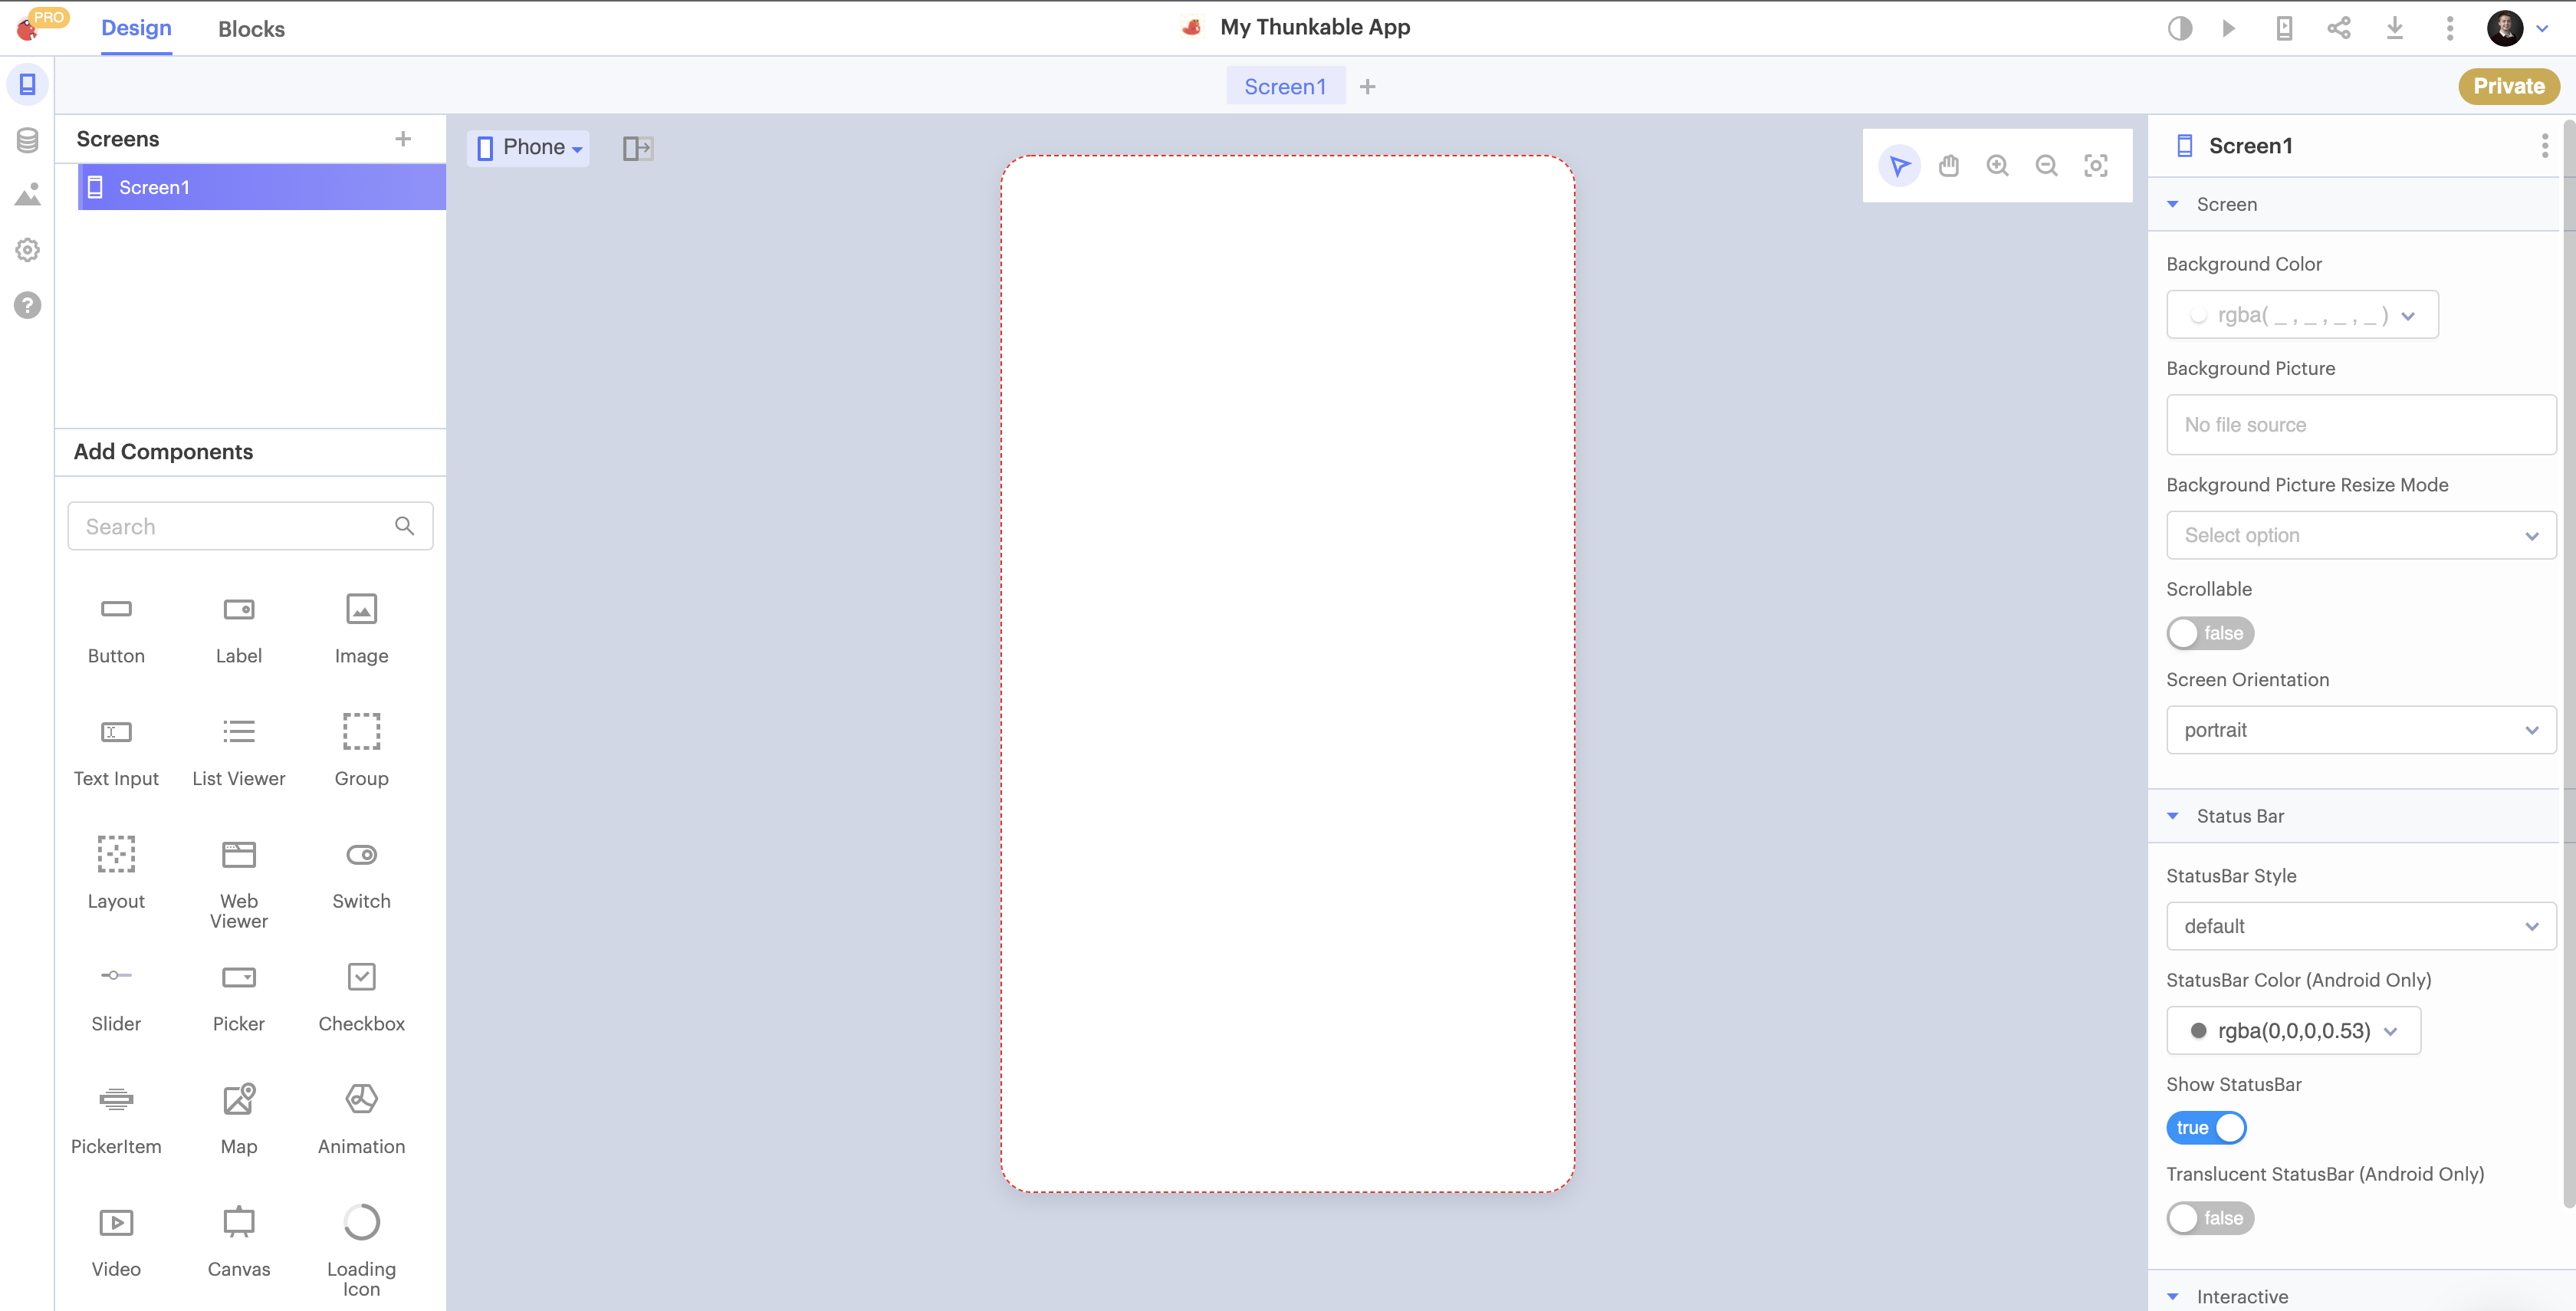 PRO
Design
Blocks
My Thunkable App
Screen1
Private
Screens
Screen1
Add Components
Search
Button
Label
Image
Text Input
List Viewer
Group
Layout
Web
Viewer
Switch
Slider
Picker
Checkbox
PickerItem
Map
Animation
Video
Canvas
Loading
Icon
Phone
Screen1
Screen
Background Color
rgba( _ , _ , _ , _ )
Background Picture
No file source
Background Picture Resize Mode
Select option
Scrollable
false
Screen Orientation
portrait
Status Bar
StatusBar Style
default
StatusBar Color (Android Only)
rgba(0,0,0,0.53)
Show StatusBar
true
Translucent StatusBar (Android Only)
false
Interactive